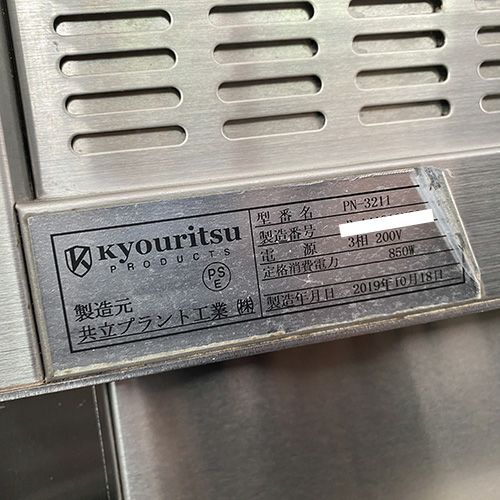 Kyouritsu
PRODUCTS
PS
E
製造元
共立プラント工業㈱
型番名 PN-3211
製造番号
電源 3相 200V
定格消費電力 850W
製造年月日 2019年10月18日